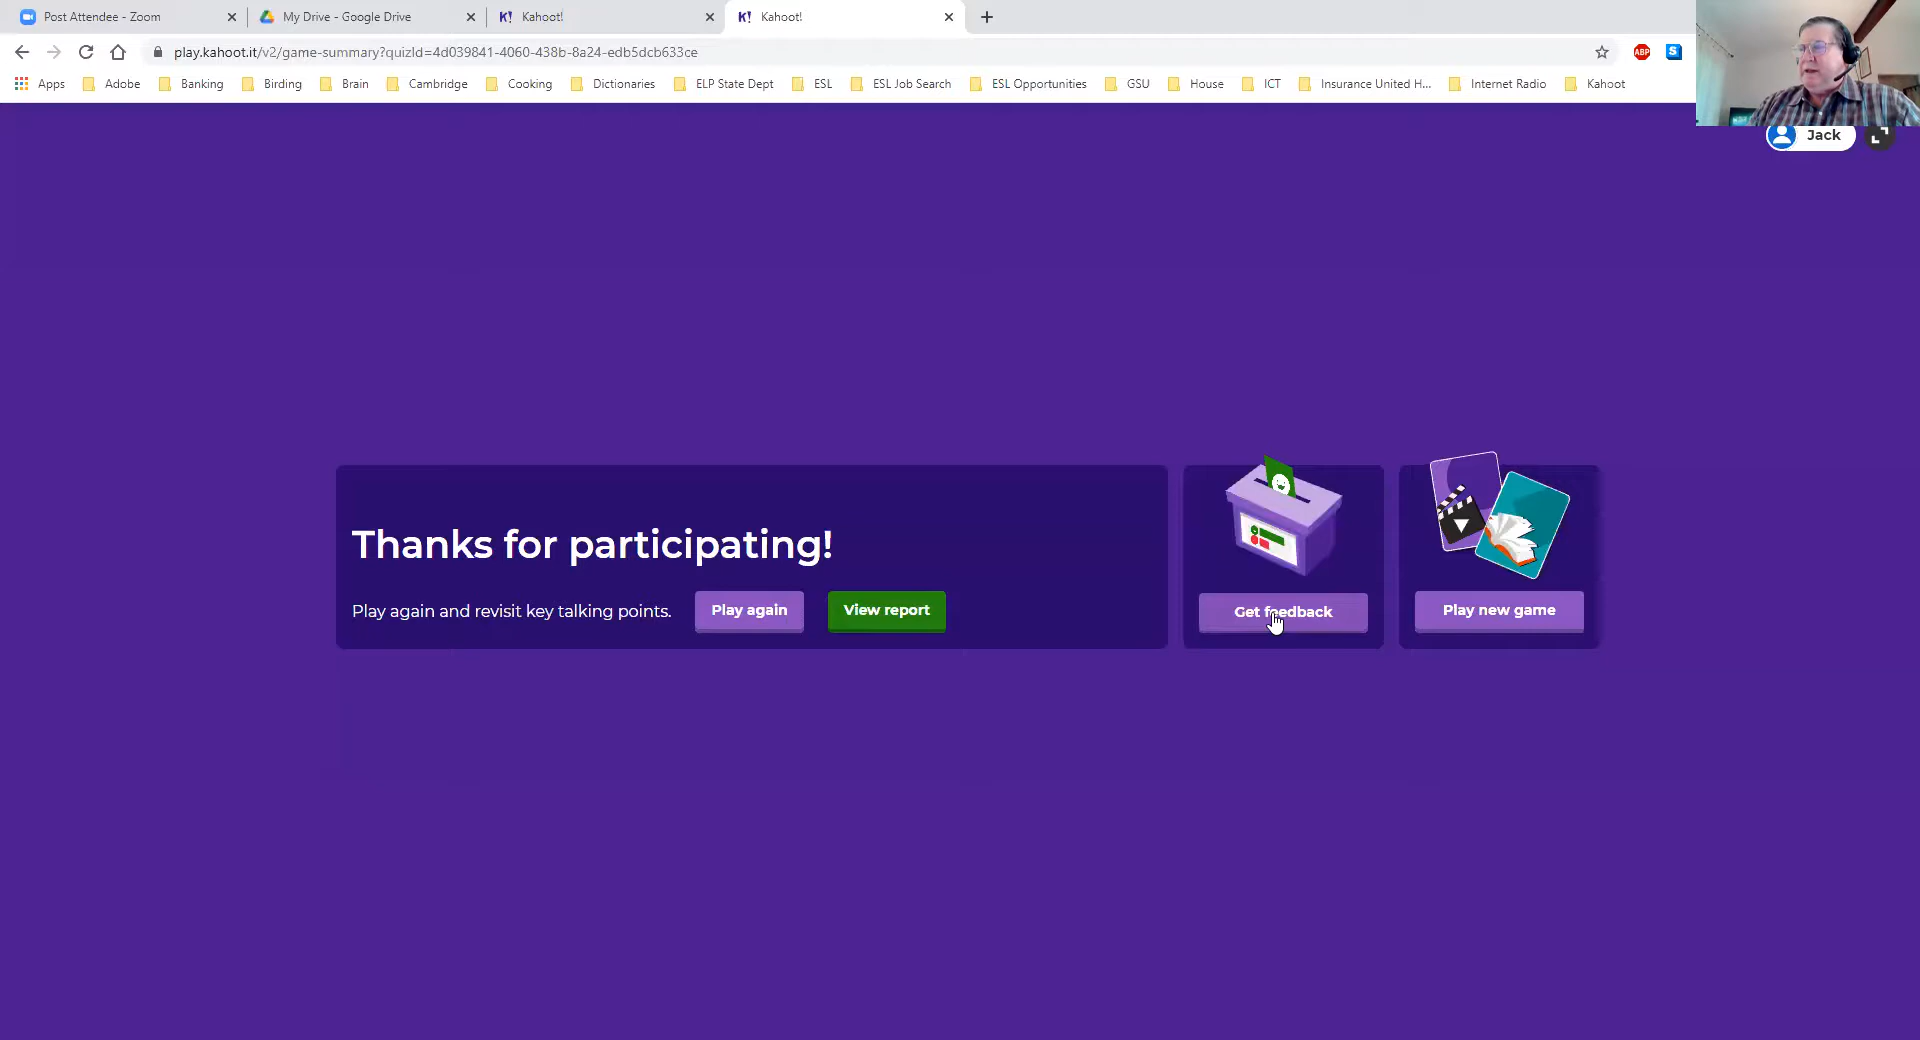 Post Attendee - Zoom
My Drive - Google Drive
K! Kahoot!
K! Kahoot!
play.kahoot.it/v2/game-summary?quizId=4d039841-4060-438b-8a24-edb5dcb633ce
ABP
S
Apps Adobe Banking Birding Brain Cambridge Cooking Dictionaries ELP State Dept ESL ESL Job Search ESL Opportunities GSU House ICT Insurance United H... Internet Radio Kahoot
Jack
Thanks for participating!
Play again and revisit key talking points.
Play again
View report
Get feedback
Play new game